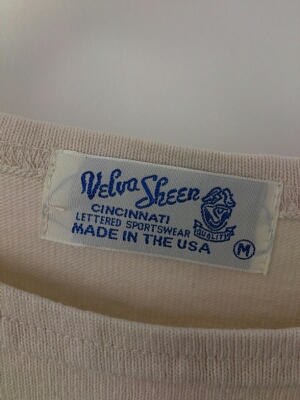 Velva Sheen
CINCINNATI
LETTERED SPORTSWEAR
MADE IN THE USA
QUALITY
M